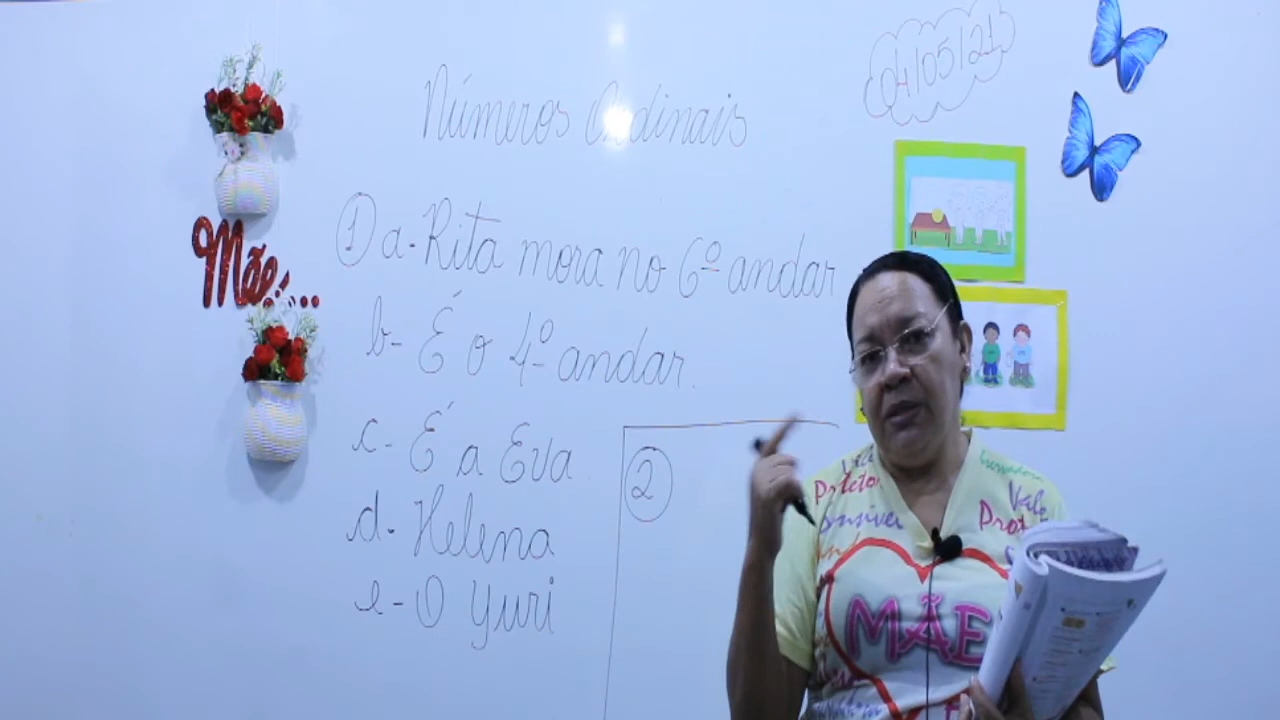 Números Ordinais
04/05/21
Mãe...
1 a- Rita mora no 6º andar
b- É o 4º andar.
c- É a Eva
d- Helena
e- O Yuri
2
MÃE